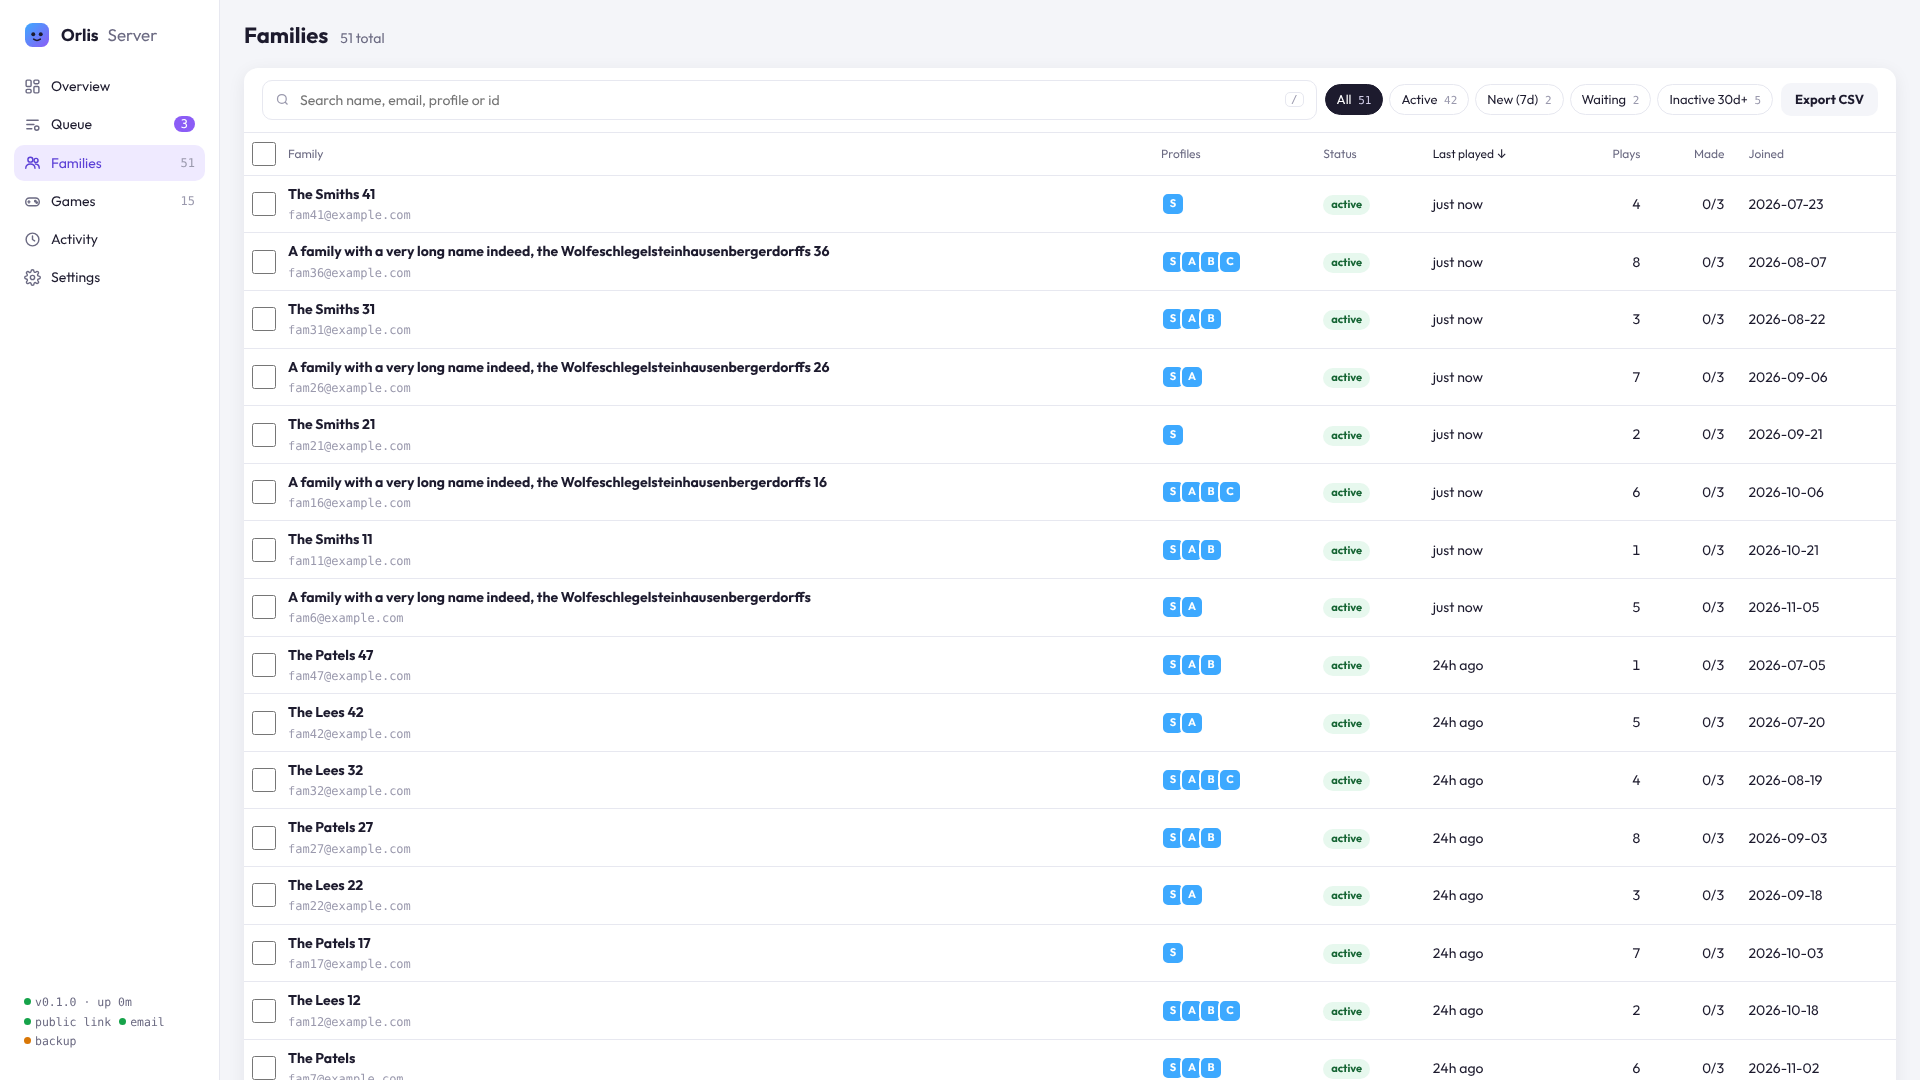 Orlis Server
Overview
Queue 3
Families 51
Games 15
Activity
Settings
v0.1.0 · up 0m
public link email
backup
Families 51 total
Search name, email, profile or id /
All 51 Active 42 New (7d) 2 Waiting 2 Inactive 30d+ 5 Export CSV
Family Profiles Status Last played ↓ Plays Made Joined
The Smiths 41
fam41@example.com
S active just now 4 0/3 2026-07-23
A family with a very long name indeed, the Wolfeschlegelsteinhausenbergerdorffs 36
fam36@example.com
S A B C active just now 8 0/3 2026-08-07
The Smiths 31
fam31@example.com
S A B active just now 3 0/3 2026-08-22
A family with a very long name indeed, the Wolfeschlegelsteinhausenbergerdorffs 26
fam26@example.com
S A active just now 7 0/3 2026-09-06
The Smiths 21
fam21@example.com
S active just now 2 0/3 2026-09-21
A family with a very long name indeed, the Wolfeschlegelsteinhausenbergerdorffs 16
fam16@example.com
S A B C active just now 6 0/3 2026-10-06
The Smiths 11
fam11@example.com
S A B active just now 1 0/3 2026-10-21
A family with a very long name indeed, the Wolfeschlegelsteinhausenbergerdorffs
fam6@example.com
S A active just now 5 0/3 2026-11-05
The Patels 47
fam47@example.com
S A B active 24h ago 1 0/3 2026-07-05
The Lees 42
fam42@example.com
S A active 24h ago 5 0/3 2026-07-20
The Lees 32
fam32@example.com
S A B C active 24h ago 4 0/3 2026-08-19
The Patels 27
fam27@example.com
S A B active 24h ago 8 0/3 2026-09-03
The Lees 22
fam22@example.com
S A active 24h ago 3 0/3 2026-09-18
The Patels 17
fam17@example.com
S active 24h ago 7 0/3 2026-10-03
The Lees 12
fam12@example.com
S A B C active 24h ago 2 0/3 2026-10-18
The Patels
fam7@example.com
S A B active 24h ago 6 0/3 2026-11-02